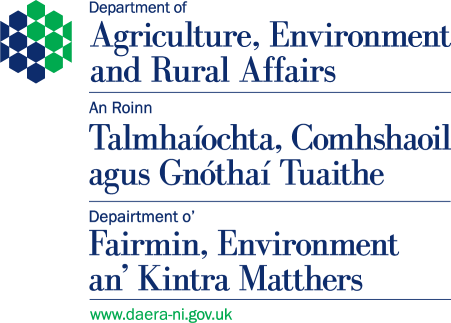 Department of
Agriculture, Environment
and Rural Affairs
An Roinn
Talmhaíochta, Comhshaoil
agus Gnóthaí Tuaithe
Depairtment o’
Fairmin, Environment
an’ Kintra Matthers
www.daera-ni.gov.uk